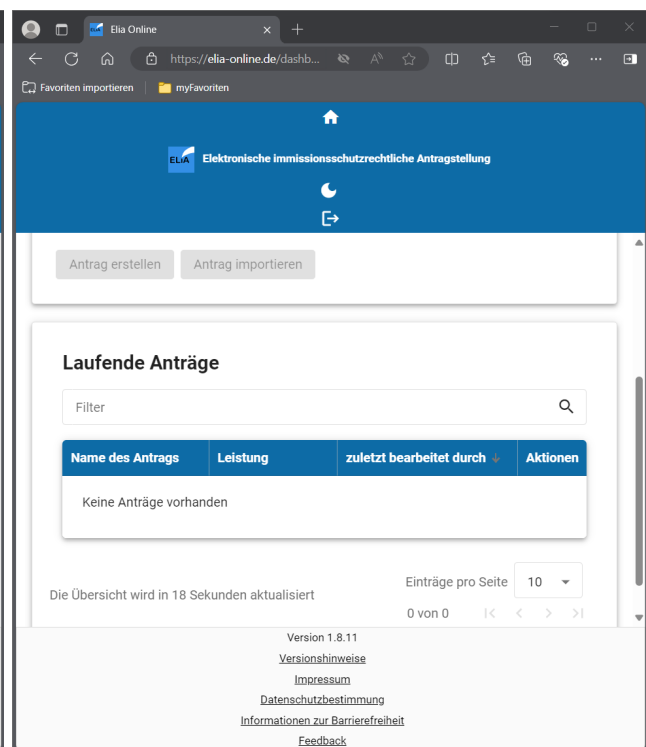 Elia Online
https://elia-online.de/dashb...
Favoriten importieren
myFavoriten
ELiA
Elektronische immissionsschutzrechtliche Antragstellung
Antrag erstellen
Antrag importieren
Laufende Anträge
Filter
Name des Antrags Leistung zuletzt bearbeitet durch Aktionen
Keine Anträge vorhanden
Einträge pro Seite 10
Die Übersicht wird in 18 Sekunden aktualisiert
0 von 0
Version 1.8.11
Versionshinweise
Impressum
Datenschutzbestimmung
Informationen zur Barrierefreiheit
Feedback